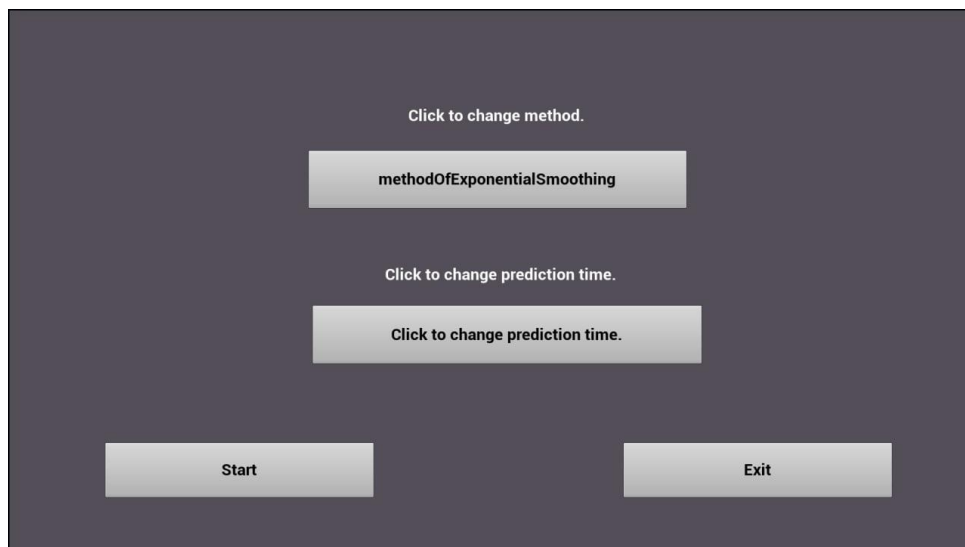 Click to change method.
methodOfExponentialSmoothing
Click to change prediction time.
Click to change prediction time.
Start
Exit